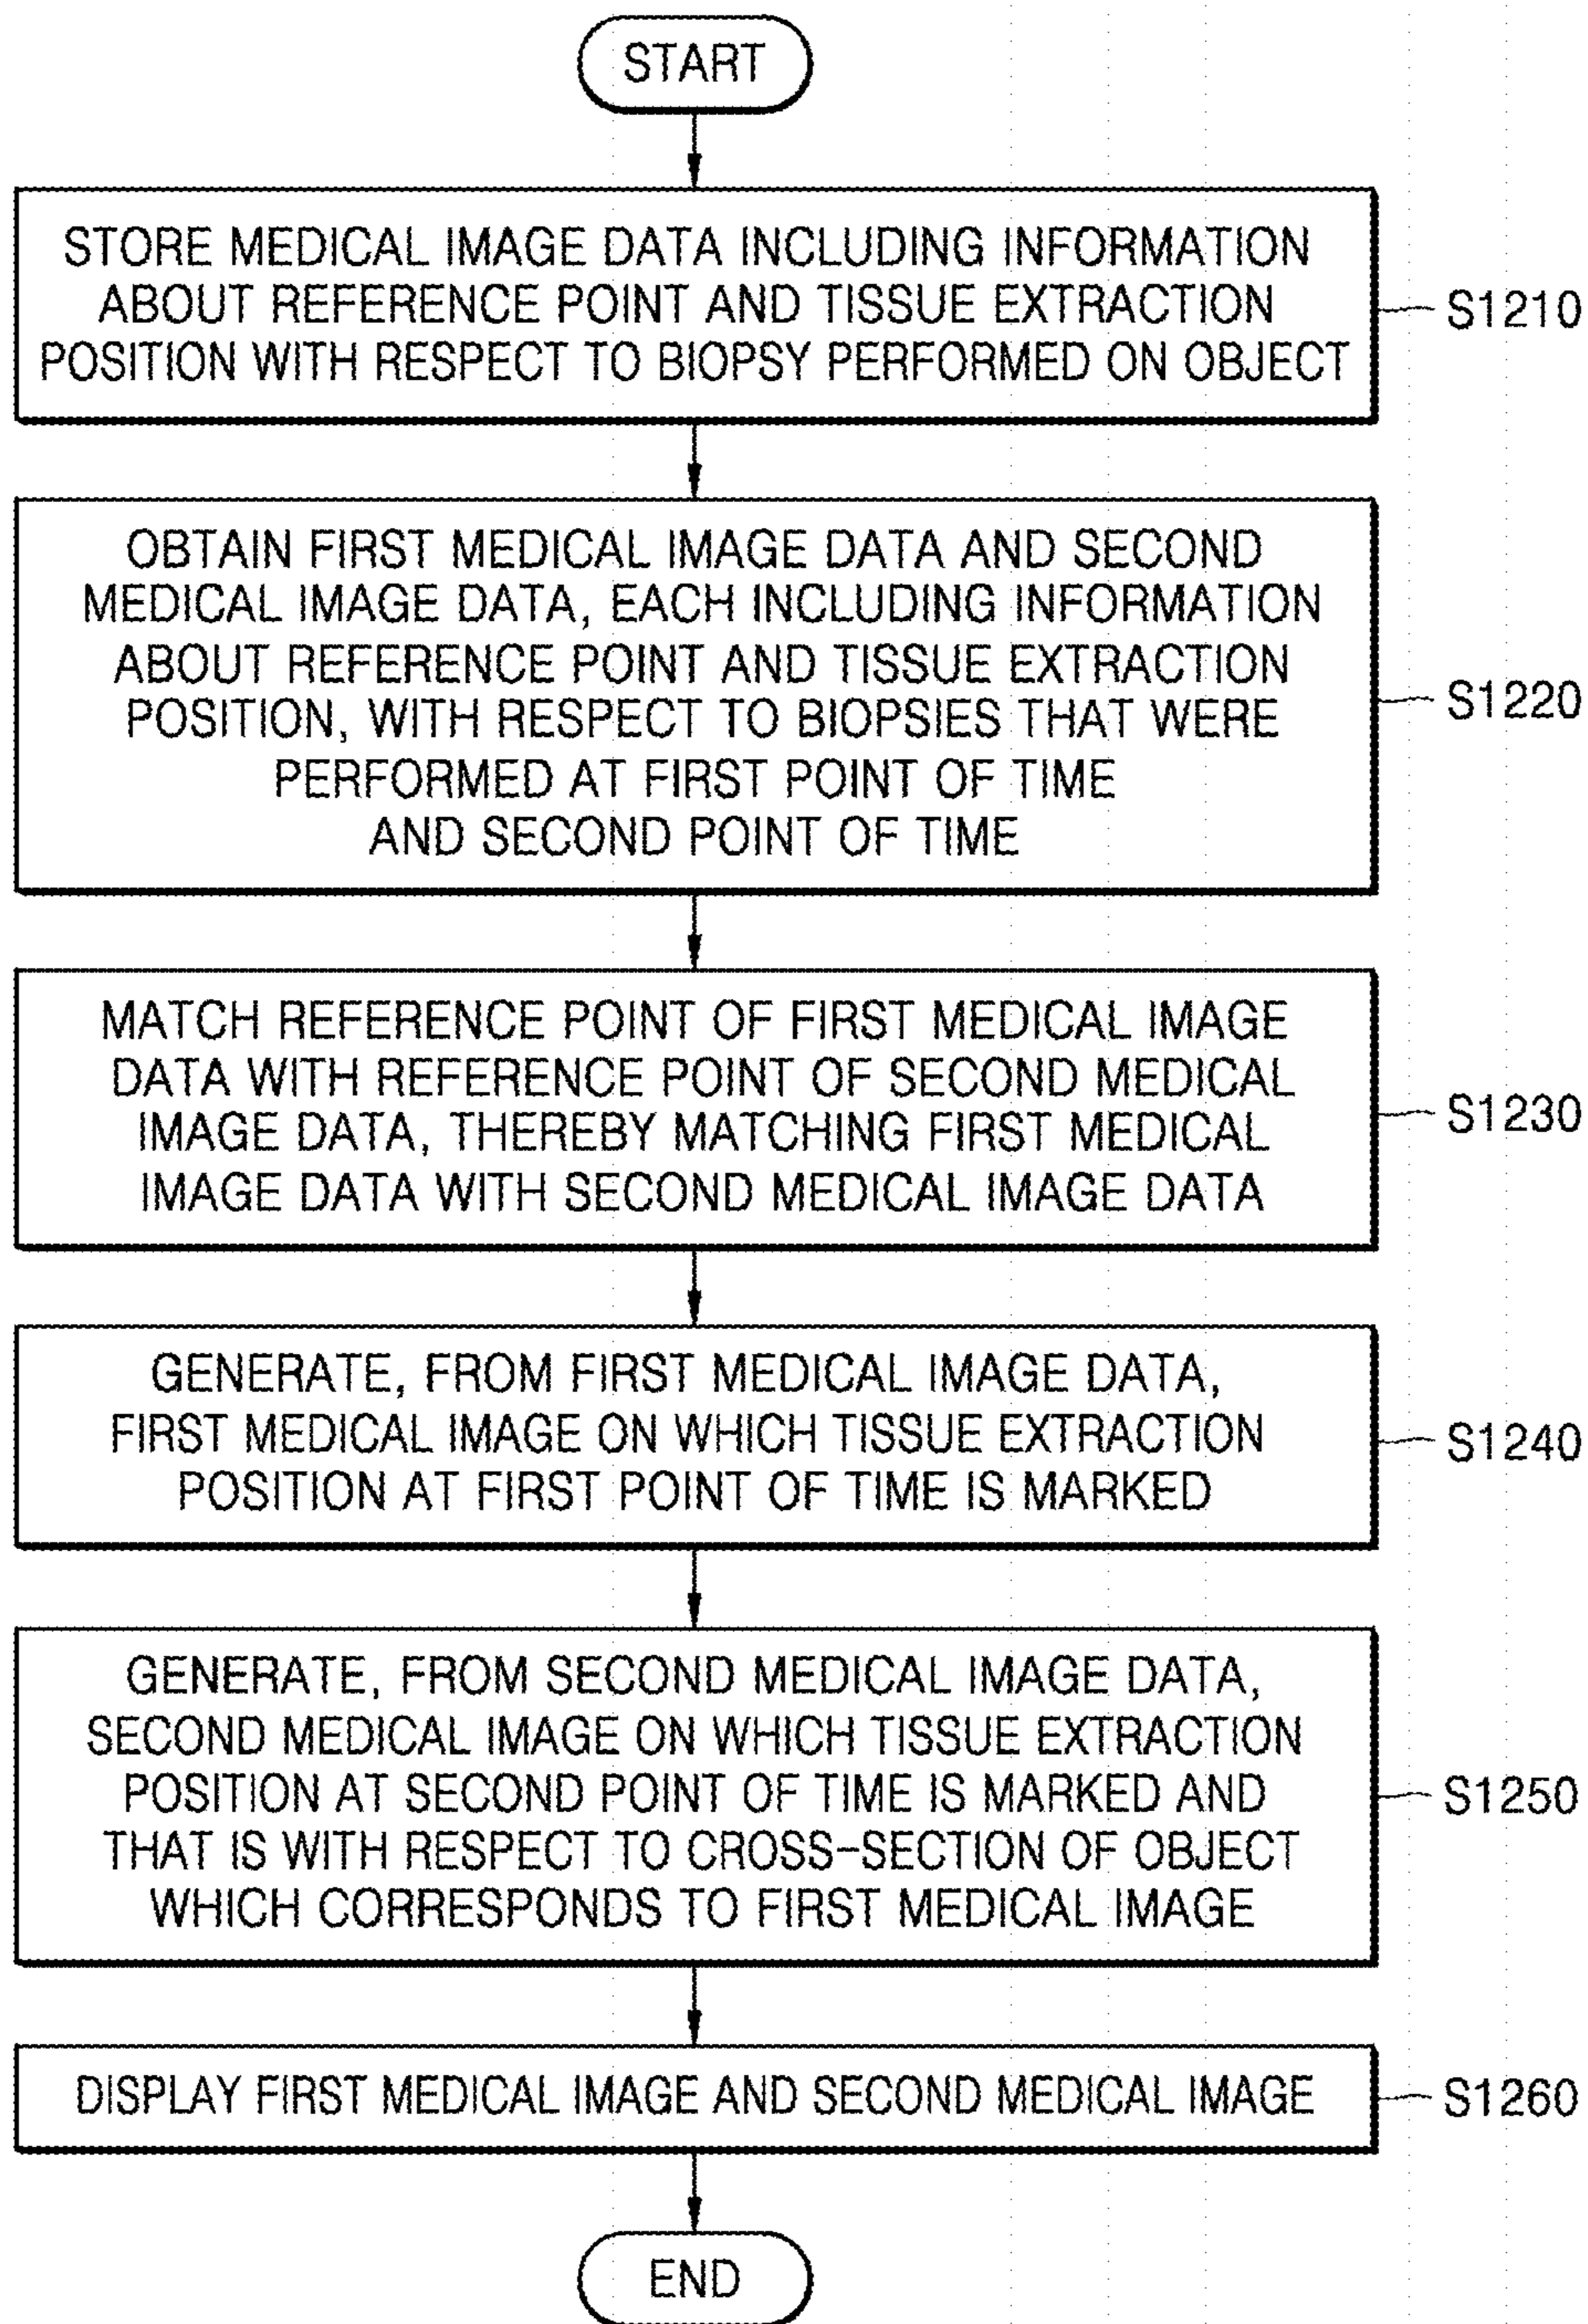 START
STORE MEDICAL IMAGE DATA INCLUDING INFORMATION
ABOUT REFERENCE POINT AND TISSUE EXTRACTION
POSITION WITH RESPECT TO BIOPSY PERFORMED ON OBJECT
S1210
OBTAIN FIRST MEDICAL IMAGE DATA AND SECOND
MEDICAL IMAGE DATA, EACH INCLUDING INFORMATION
ABOUT REFERENCE POINT AND TISSUE EXTRACTION
POSITION, WITH RESPECT TO BIOPSIES THAT WERE
PERFORMED AT FIRST POINT OF TIME
AND SECOND POINT OF TIME
S1220
MATCH REFERENCE POINT OF FIRST MEDICAL IMAGE
DATA WITH REFERENCE POINT OF SECOND MEDICAL
IMAGE DATA, THEREBY MATCHING FIRST MEDICAL
IMAGE DATA WITH SECOND MEDICAL IMAGE DATA
S1230
GENERATE, FROM FIRST MEDICAL IMAGE DATA,
FIRST MEDICAL IMAGE ON WHICH TISSUE EXTRACTION
POSITION AT FIRST POINT OF TIME IS MARKED
S1240
GENERATE, FROM SECOND MEDICAL IMAGE DATA,
SECOND MEDICAL IMAGE ON WHICH TISSUE EXTRACTION
POSITION AT SECOND POINT OF TIME IS MARKED AND
THAT IS WITH RESPECT TO CROSS-SECTION OF OBJECT
WHICH CORRESPONDS TO FIRST MEDICAL IMAGE
S1250
DISPLAY FIRST MEDICAL IMAGE AND SECOND MEDICAL IMAGE
S1260
END